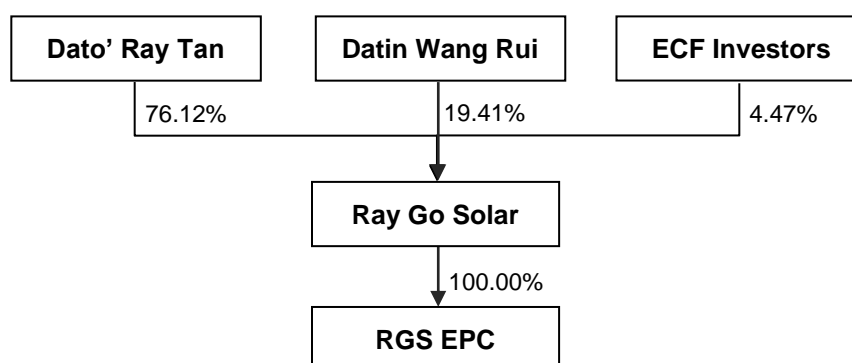 Dato’ Ray Tan
Datin Wang Rui
ECF Investors
76.12%
19.41%
4.47%
Ray Go Solar
100.00%
RGS EPC